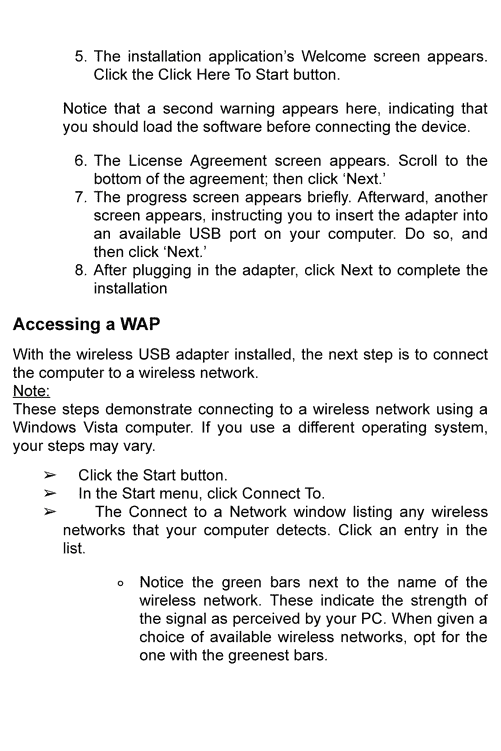 5. The installation application’s Welcome screen appears.
Click the Click Here To Start button.
Notice that a second warning appears here, indicating that
you should load the software before connecting the device.
6. The License Agreement screen appears. Scroll to the
bottom of the agreement; then click ‘Next.’
7. The progress screen appears briefly. Afterward, another
screen appears, instructing you to insert the adapter into
an available USB port on your computer. Do so, and
then click ‘Next.’
8. After plugging in the adapter, click Next to complete the
installation
Accessing a WAP
With the wireless USB adapter installed, the next step is to connect
the computer to a wireless network.
Note:
These steps demonstrate connecting to a wireless network using a
Windows Vista computer. If you use a different operating system,
your steps may vary.
➢ Click the Start button.
➢ In the Start menu, click Connect To.
➢ The Connect to a Network window listing any wireless
networks that your computer detects. Click an entry in the
list.
o Notice the green bars next to the name of the
wireless network. These indicate the strength of
the signal as perceived by your PC. When given a
choice of available wireless networks, opt for the
one with the greenest bars.